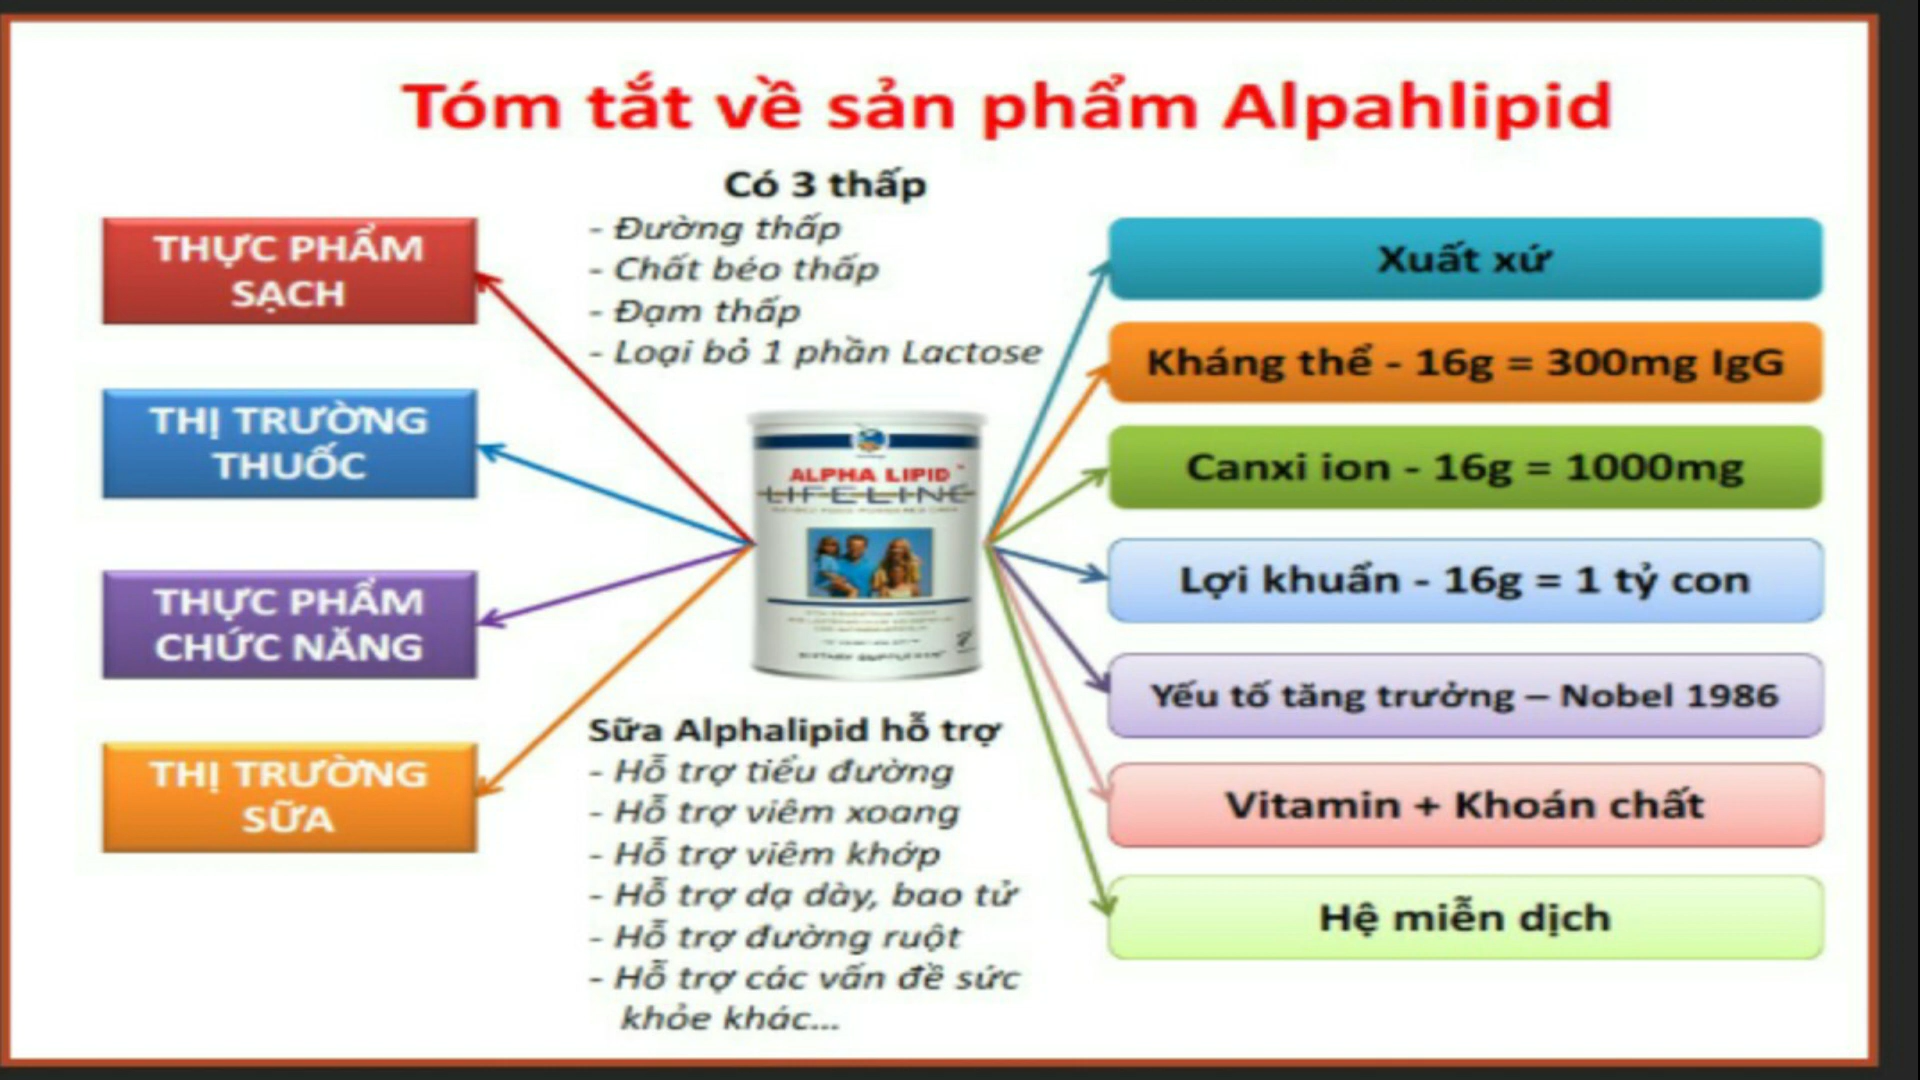 Tóm tắt về sản phẩm Alpahlipid
Có 3 thấp
- Đường thấp
- Chất béo thấp
- Đạm thấp
- Loại bỏ 1 phần Lactose
THỰC PHẨM
SẠCH
THỊ TRƯỜNG
THUỐC
THỰC PHẨM
CHỨC NĂNG
THỊ TRƯỜNG
SỮA
ALPHA LIPID
LIFELINE
Sữa Alphalipid hỗ trợ
- Hỗ trợ tiểu đường
- Hỗ trợ viêm xoang
- Hỗ trợ viêm khớp
- Hỗ trợ dạ dày, bao tử
- Hỗ trợ đường ruột
- Hỗ trợ các vấn đề sức
khỏe khác...
Xuất xứ
Kháng thể - 16g = 300mg IgG
Canxi ion - 16g = 1000mg
Lợi khuẩn - 16g = 1 tỷ con
Yếu tố tăng trưởng – Nobel 1986
Vitamin + Khoán chất
Hệ miễn dịch